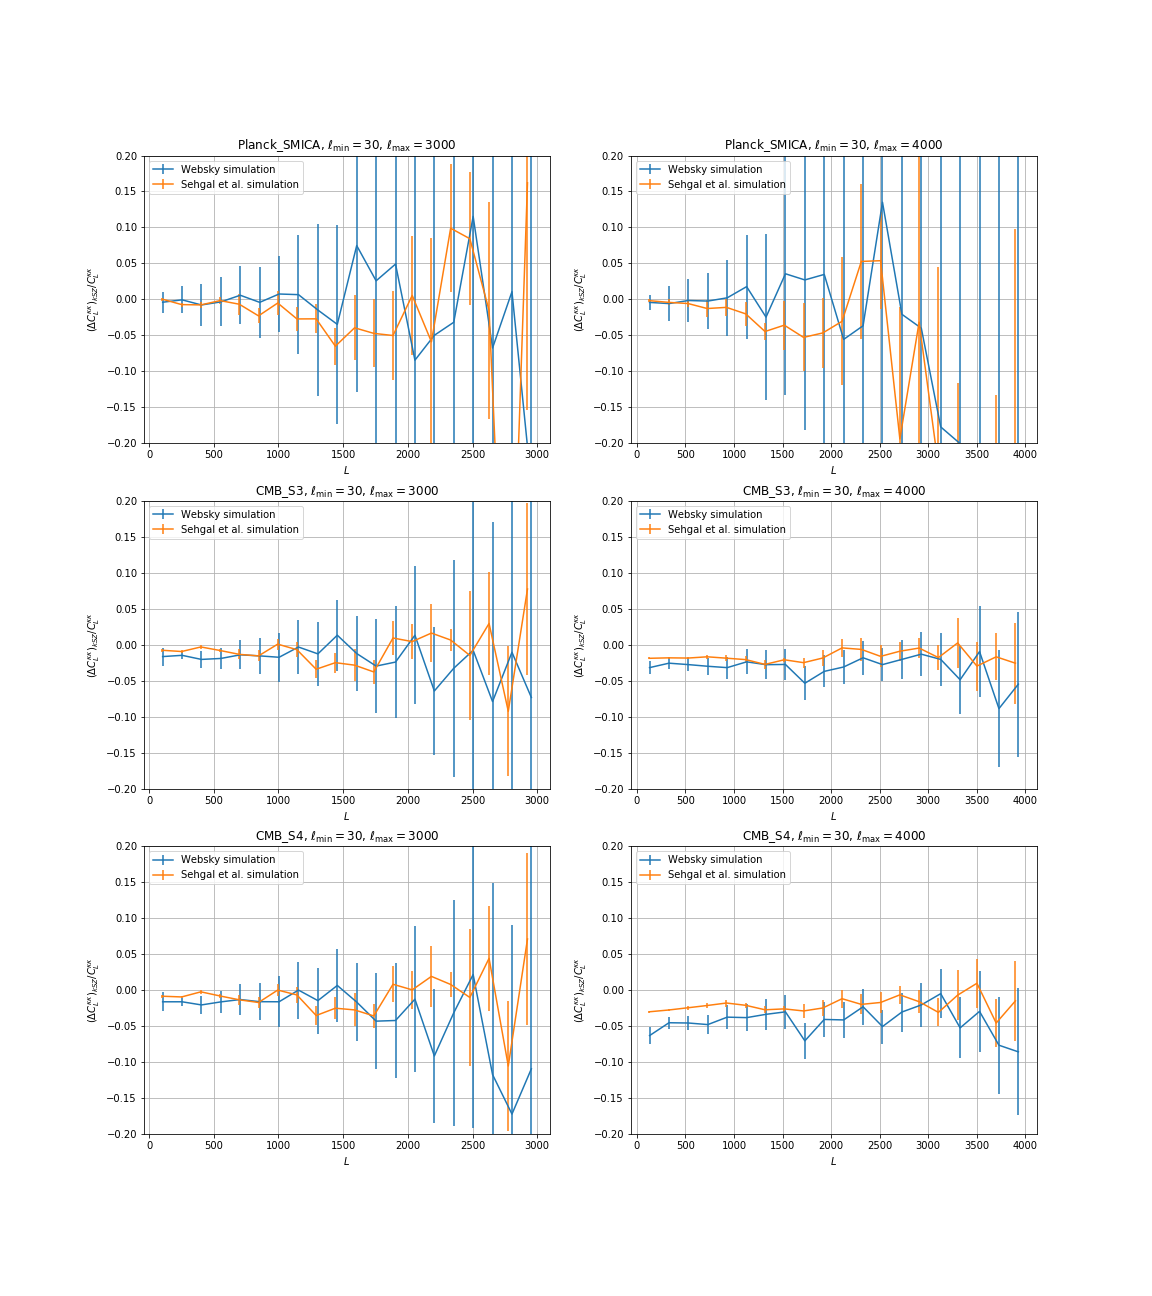 Planck_SMICA, ℓmin = 30, ℓmax = 3000
Websky simulation
Sehgal et al. simulation
0.20
0.15
0.10
0.05
0.00
−0.05
−0.10
−0.15
−0.20
(ΔC_L^κκ)_kSZ/C_L^κκ
0 500 1000 1500 2000 2500 3000
L
Planck_SMICA, ℓmin = 30, ℓmax = 4000
Websky simulation
Sehgal et al. simulation
0.20
0.15
0.10
0.05
0.00
−0.05
−0.10
−0.15
−0.20
(ΔC_L^κκ)_kSZ/C_L^κκ
0 500 1000 1500 2000 2500 3000 3500 4000
L
CMB_S3, ℓmin = 30, ℓmax = 3000
Websky simulation
Sehgal et al. simulation
0.20
0.15
0.10
0.05
0.00
−0.05
−0.10
−0.15
−0.20
(ΔC_L^κκ)_kSZ/C_L^κκ
0 500 1000 1500 2000 2500 3000
L
CMB_S3, ℓmin = 30, ℓmax = 4000
Websky simulation
Sehgal et al. simulation
0.20
0.15
0.10
0.05
0.00
−0.05
−0.10
−0.15
−0.20
(ΔC_L^κκ)_kSZ/C_L^κκ
0 500 1000 1500 2000 2500 3000 3500 4000
L
CMB_S4, ℓmin = 30, ℓmax = 3000
Websky simulation
Sehgal et al. simulation
0.20
0.15
0.10
0.05
0.00
−0.05
−0.10
−0.15
−0.20
(ΔC_L^κκ)_kSZ/C_L^κκ
0 500 1000 1500 2000 2500 3000
L
CMB_S4, ℓmin = 30, ℓmax = 4000
Websky simulation
Sehgal et al. simulation
0.20
0.15
0.10
0.05
0.00
−0.05
−0.10
−0.15
−0.20
(ΔC_L^κκ)_kSZ/C_L^κκ
0 500 1000 1500 2000 2500 3000 3500 4000
L